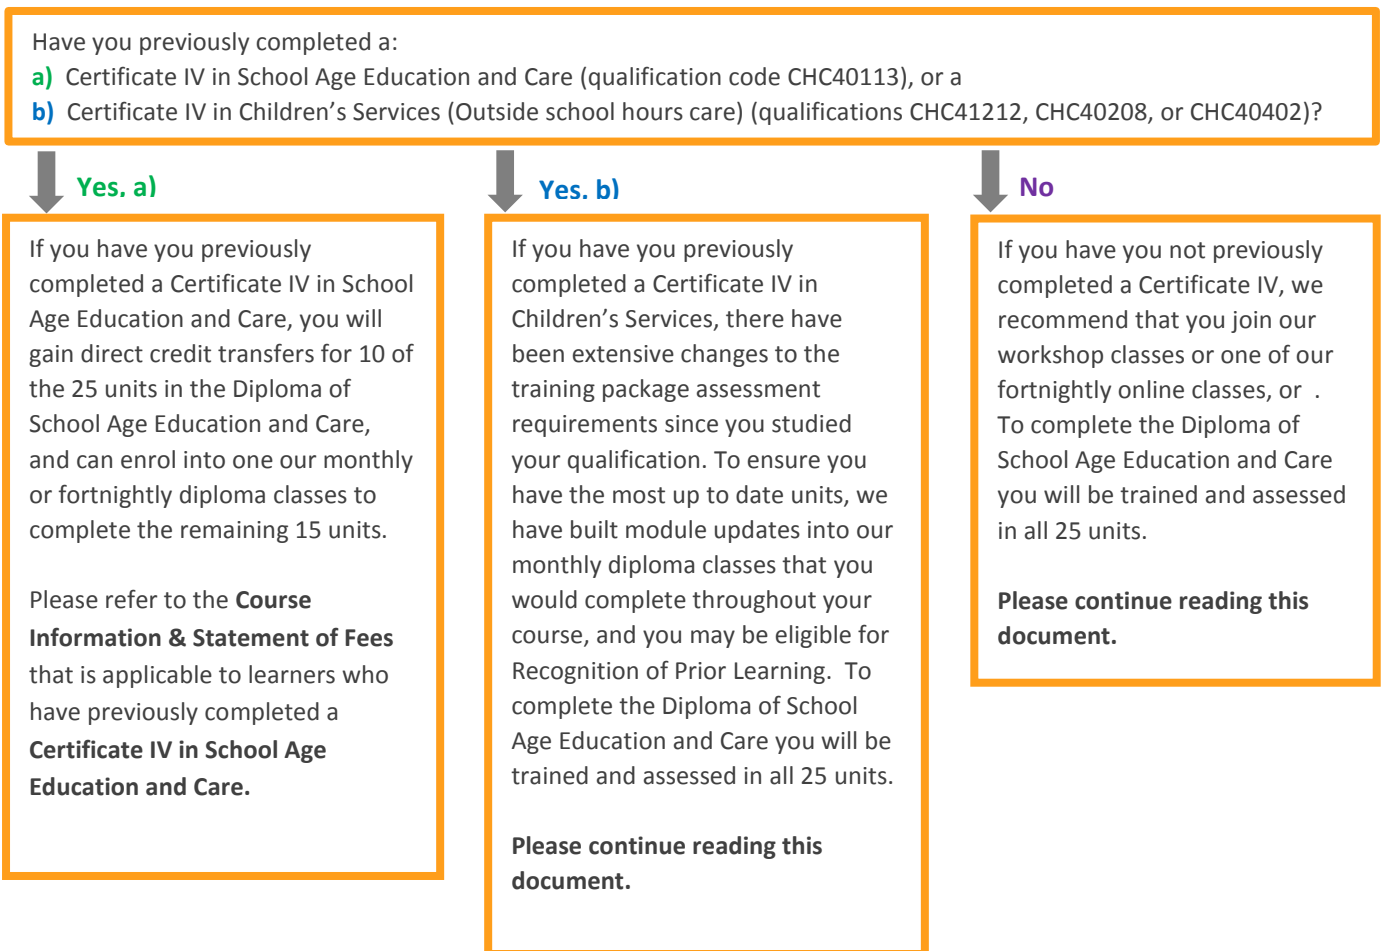 Have you previously completed a:
a) Certificate IV in School Age Education and Care (qualification code CHC40113), or a
b) Certificate IV in Children's Services (Outside school hours care) (qualifications CHC41212, CHC40208, or CHC40402)?
Yes, a)
If you have you previously
completed a Certificate IV in School
Age Education and Care, you will
gain direct credit transfers for 10 of
the 25 units in the Diploma of
School Age Education and Care,
and can enrol into one our monthly
or fortnightly diploma classes to
complete the remaining 15 units.
Please refer to the Course
Information & Statement of Fees
that is applicable to learners who
have previously completed a
Certificate IV in School Age
Education and Care.
Yes, b)
If you have you previously
completed a Certificate IV in
Children's Services, there have
been extensive changes to the
training package assessment
requirements since you studied
your qualification. To ensure you
have the most up to date units, we
have built module updates into our
monthly diploma classes that you
would complete throughout your
course, and you may be eligible for
Recognition of Prior Learning.  To
complete the Diploma of School
Age Education and Care you will be
trained and assessed in all 25 units.
Please continue reading this
document.
No
If you have you not previously
completed a Certificate IV, we
recommend that you join our
workshop classes or one of our
fortnightly online classes, or  .
To complete the Diploma of
School Age Education and Care
you will be trained and assessed
in all 25 units.
Please continue reading this
document.